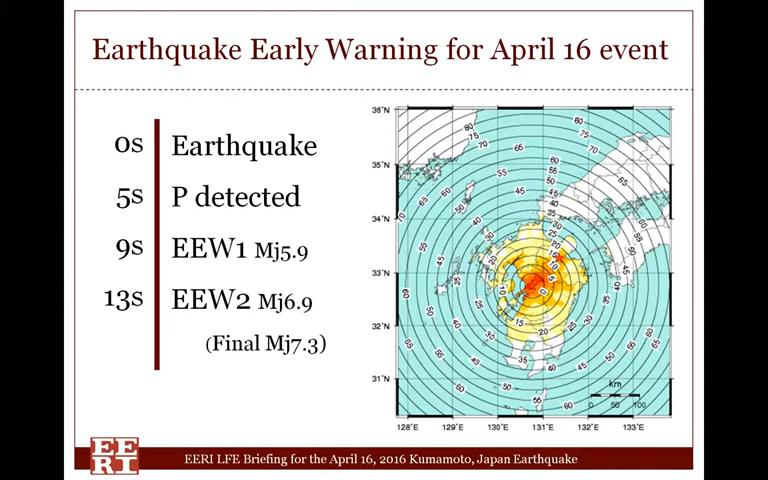 Earthquake Early Warning for April 16 event
0s Earthquake
5s P detected
9s EEW1 Mj5.9
13s EEW2 Mj6.9
(Final Mj7.3)
36˚N
35˚N
34˚N
33˚N
32˚N
31˚N
128˚E 129˚E 130˚E 131˚E 132˚E 133˚E
km
0 50 100
EERI
EERI LFE Briefing for the April 16, 2016 Kumamoto, Japan Earthquake